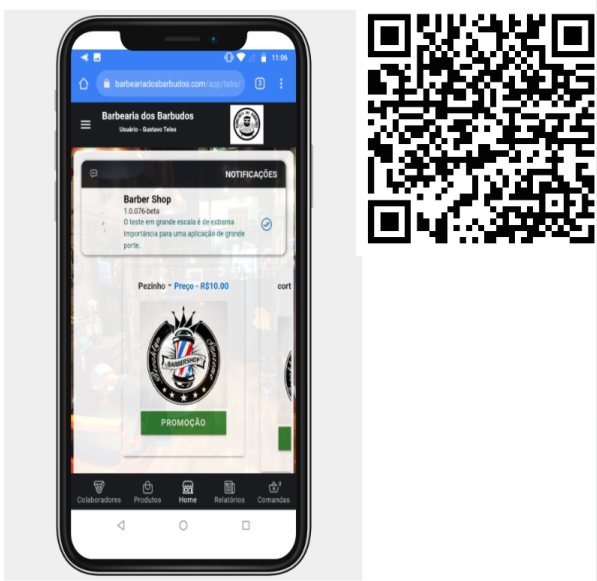 11:06
barbeariadosbarbudos.com/app/tabs/
3
Barbearia dos Barbudos
Usuário - Gustavo Teles
NOTIFICAÇÕES
Barber Shop
1.0.076-beta
O teste em grande escala é de extrema
importância para uma aplicação de grande
porte.
Pezinho - Preço - R$10.00
cort
BARBERSHOP
PROMOÇÃO
Colaboradores
Produtos
Home
Relatórios
Comandas